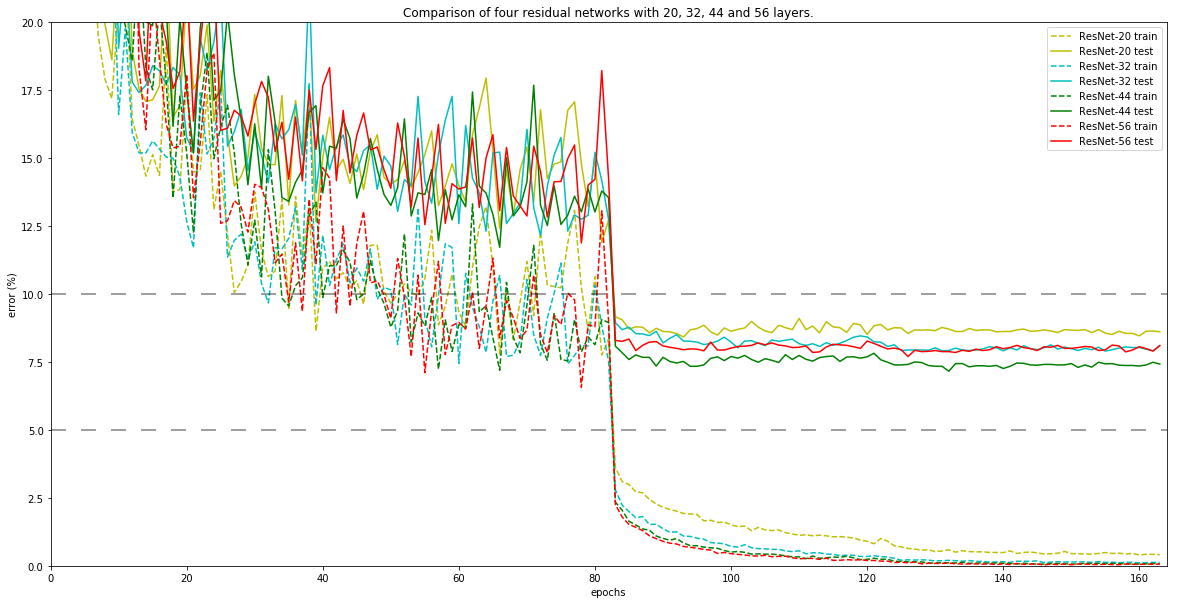 Comparison of four residual networks with 20, 32, 44 and 56 layers.
20.0
17.5
15.0
12.5
10.0
7.5
5.0
2.5
0.0
error (%)
ResNet-20 train
ResNet-20 test
ResNet-32 train
ResNet-32 test
ResNet-44 train
ResNet-44 test
ResNet-56 train
ResNet-56 test
0 20 40 60 80 100 120 140 160
epochs